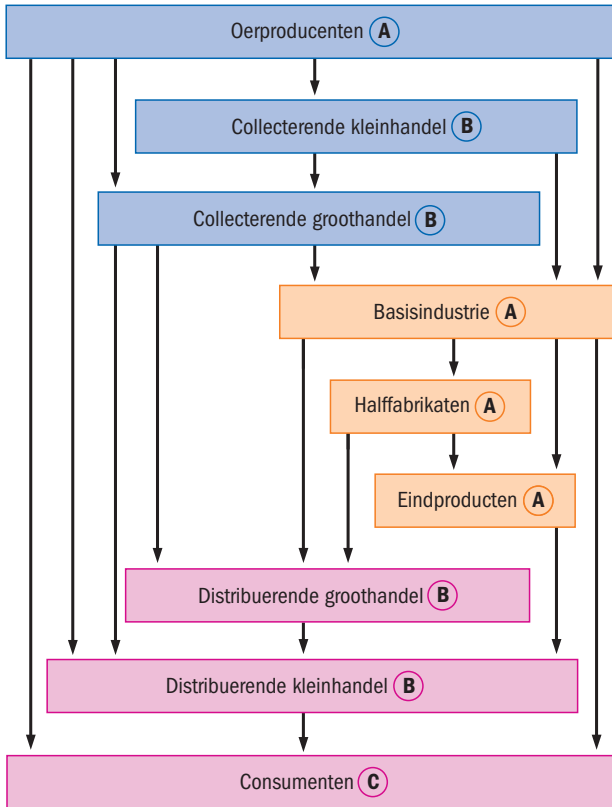 Oerproducenten A
Collecterende kleinhandel B
Collecterende groothandel B
Basisindustrie A
Halffabrikaten A
Eindproducten A
Distribuerende groothandel B
Distribuerende kleinhandel B
Consumenten C